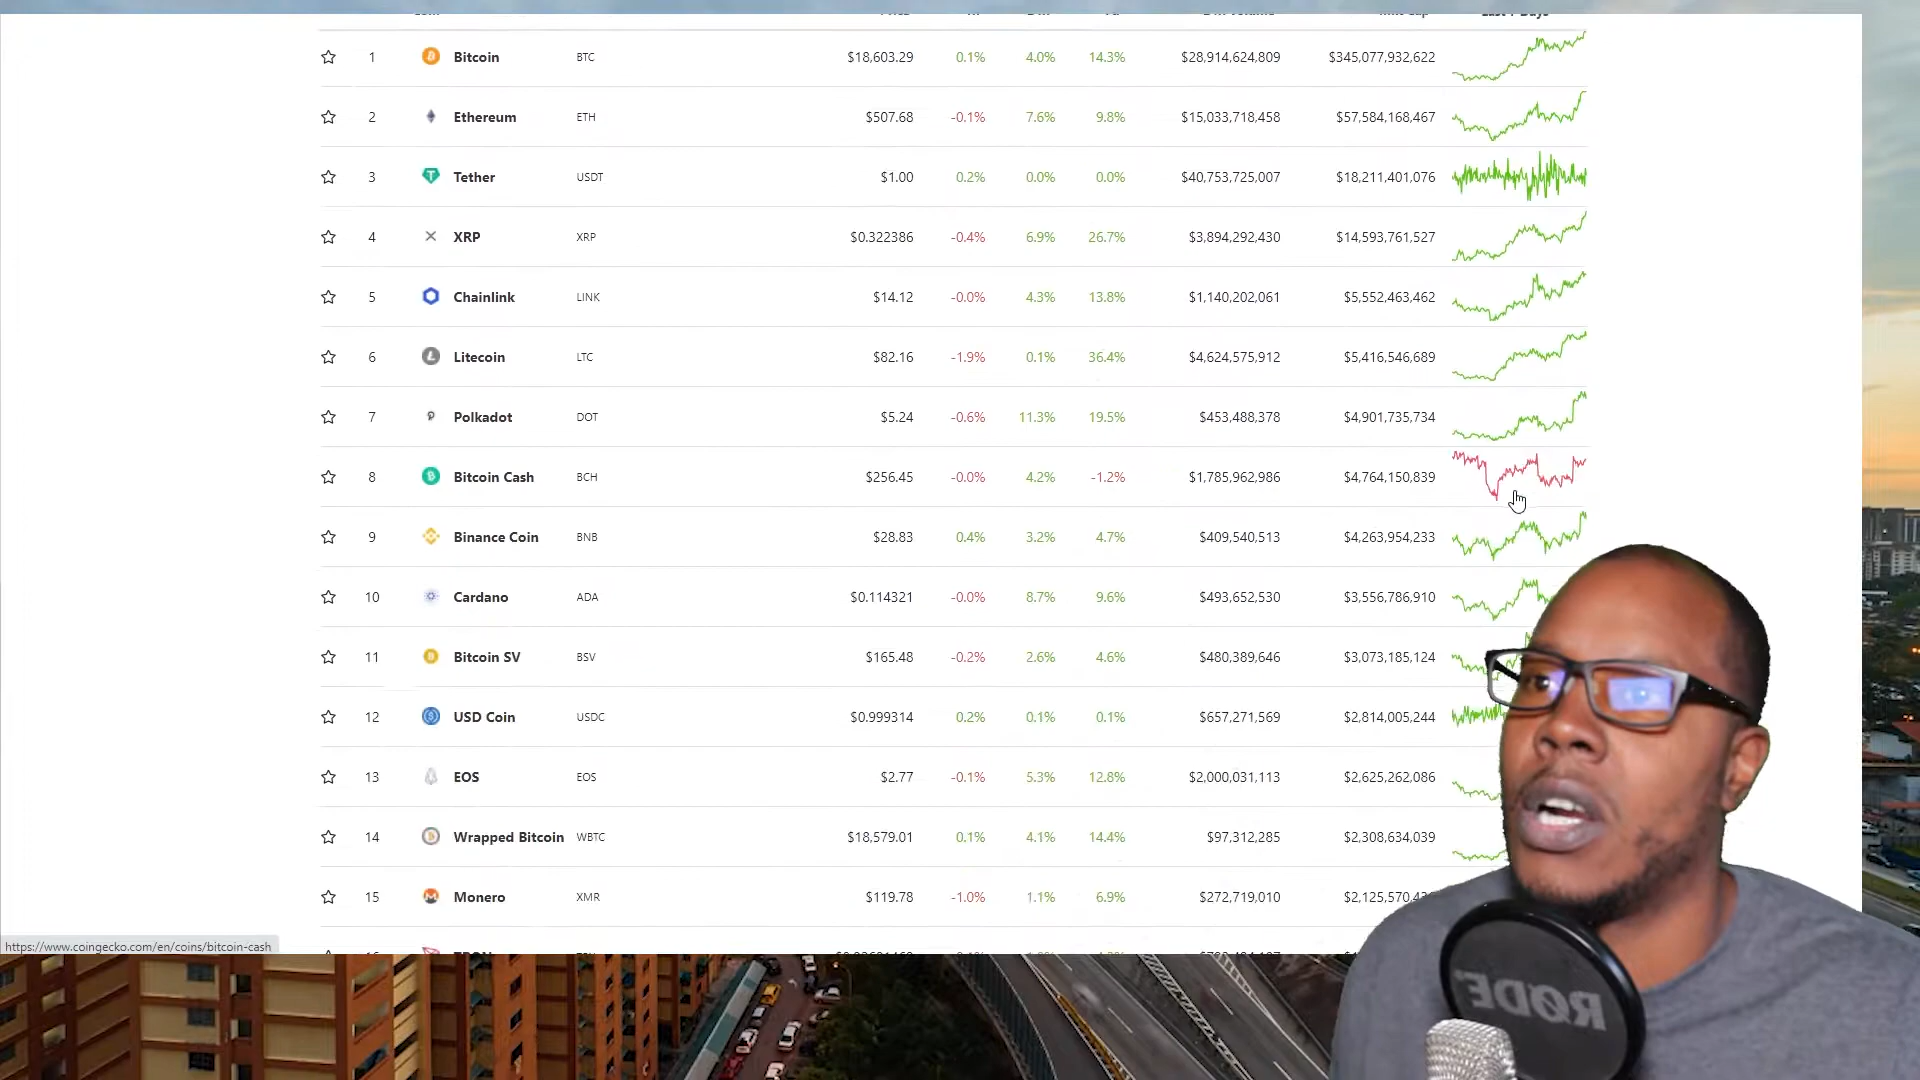 1 Bitcoin BTC $18,603.29 0.1% 4.0% 14.3% $28,914,624,809 $345,077,932,622
2 Ethereum ETH $507.68 -0.1% 7.6% 9.8% $15,033,718,458 $57,584,168,467
3 Tether USDT $1.00 0.2% 0.0% 0.0% $40,753,725,007 $18,211,401,076
4 XRP XRP $0.322386 -0.4% 6.9% 26.7% $3,894,292,430 $14,593,761,527
5 Chainlink LINK $14.12 -0.0% 4.3% 13.8% $1,140,202,061 $5,552,463,462
6 Litecoin LTC $82.16 -1.9% 0.1% 36.4% $4,624,575,912 $5,416,546,689
7 Polkadot DOT $5.24 -0.6% 11.3% 19.5% $453,488,378 $4,901,735,734
8 Bitcoin Cash BCH $256.45 -0.0% 4.2% -1.2% $1,785,962,986 $4,764,150,839
9 Binance Coin BNB $28.83 0.4% 3.2% 4.7% $409,540,513 $4,263,954,233
10 Cardano ADA $0.114321 -0.0% 8.7% 9.6% $493,652,530 $3,556,786,910
11 Bitcoin SV BSV $165.48 -0.2% 2.6% 4.6% $480,389,646 $3,073,185,124
12 USD Coin USDC $0.999314 0.2% 0.1% 0.1% $657,271,569 $2,814,005,244
13 EOS EOS $2.77 -0.1% 5.3% 12.8% $2,000,031,113 $2,625,262,086
14 Wrapped Bitcoin WBTC $18,579.01 0.1% 4.1% 14.4% $97,312,285 $2,308,634,039
15 Monero XMR $119.78 -1.0% 1.1% 6.9% $272,719,010
https://www.coingecko.com/en/coins/bitcoin-cash
RØDE